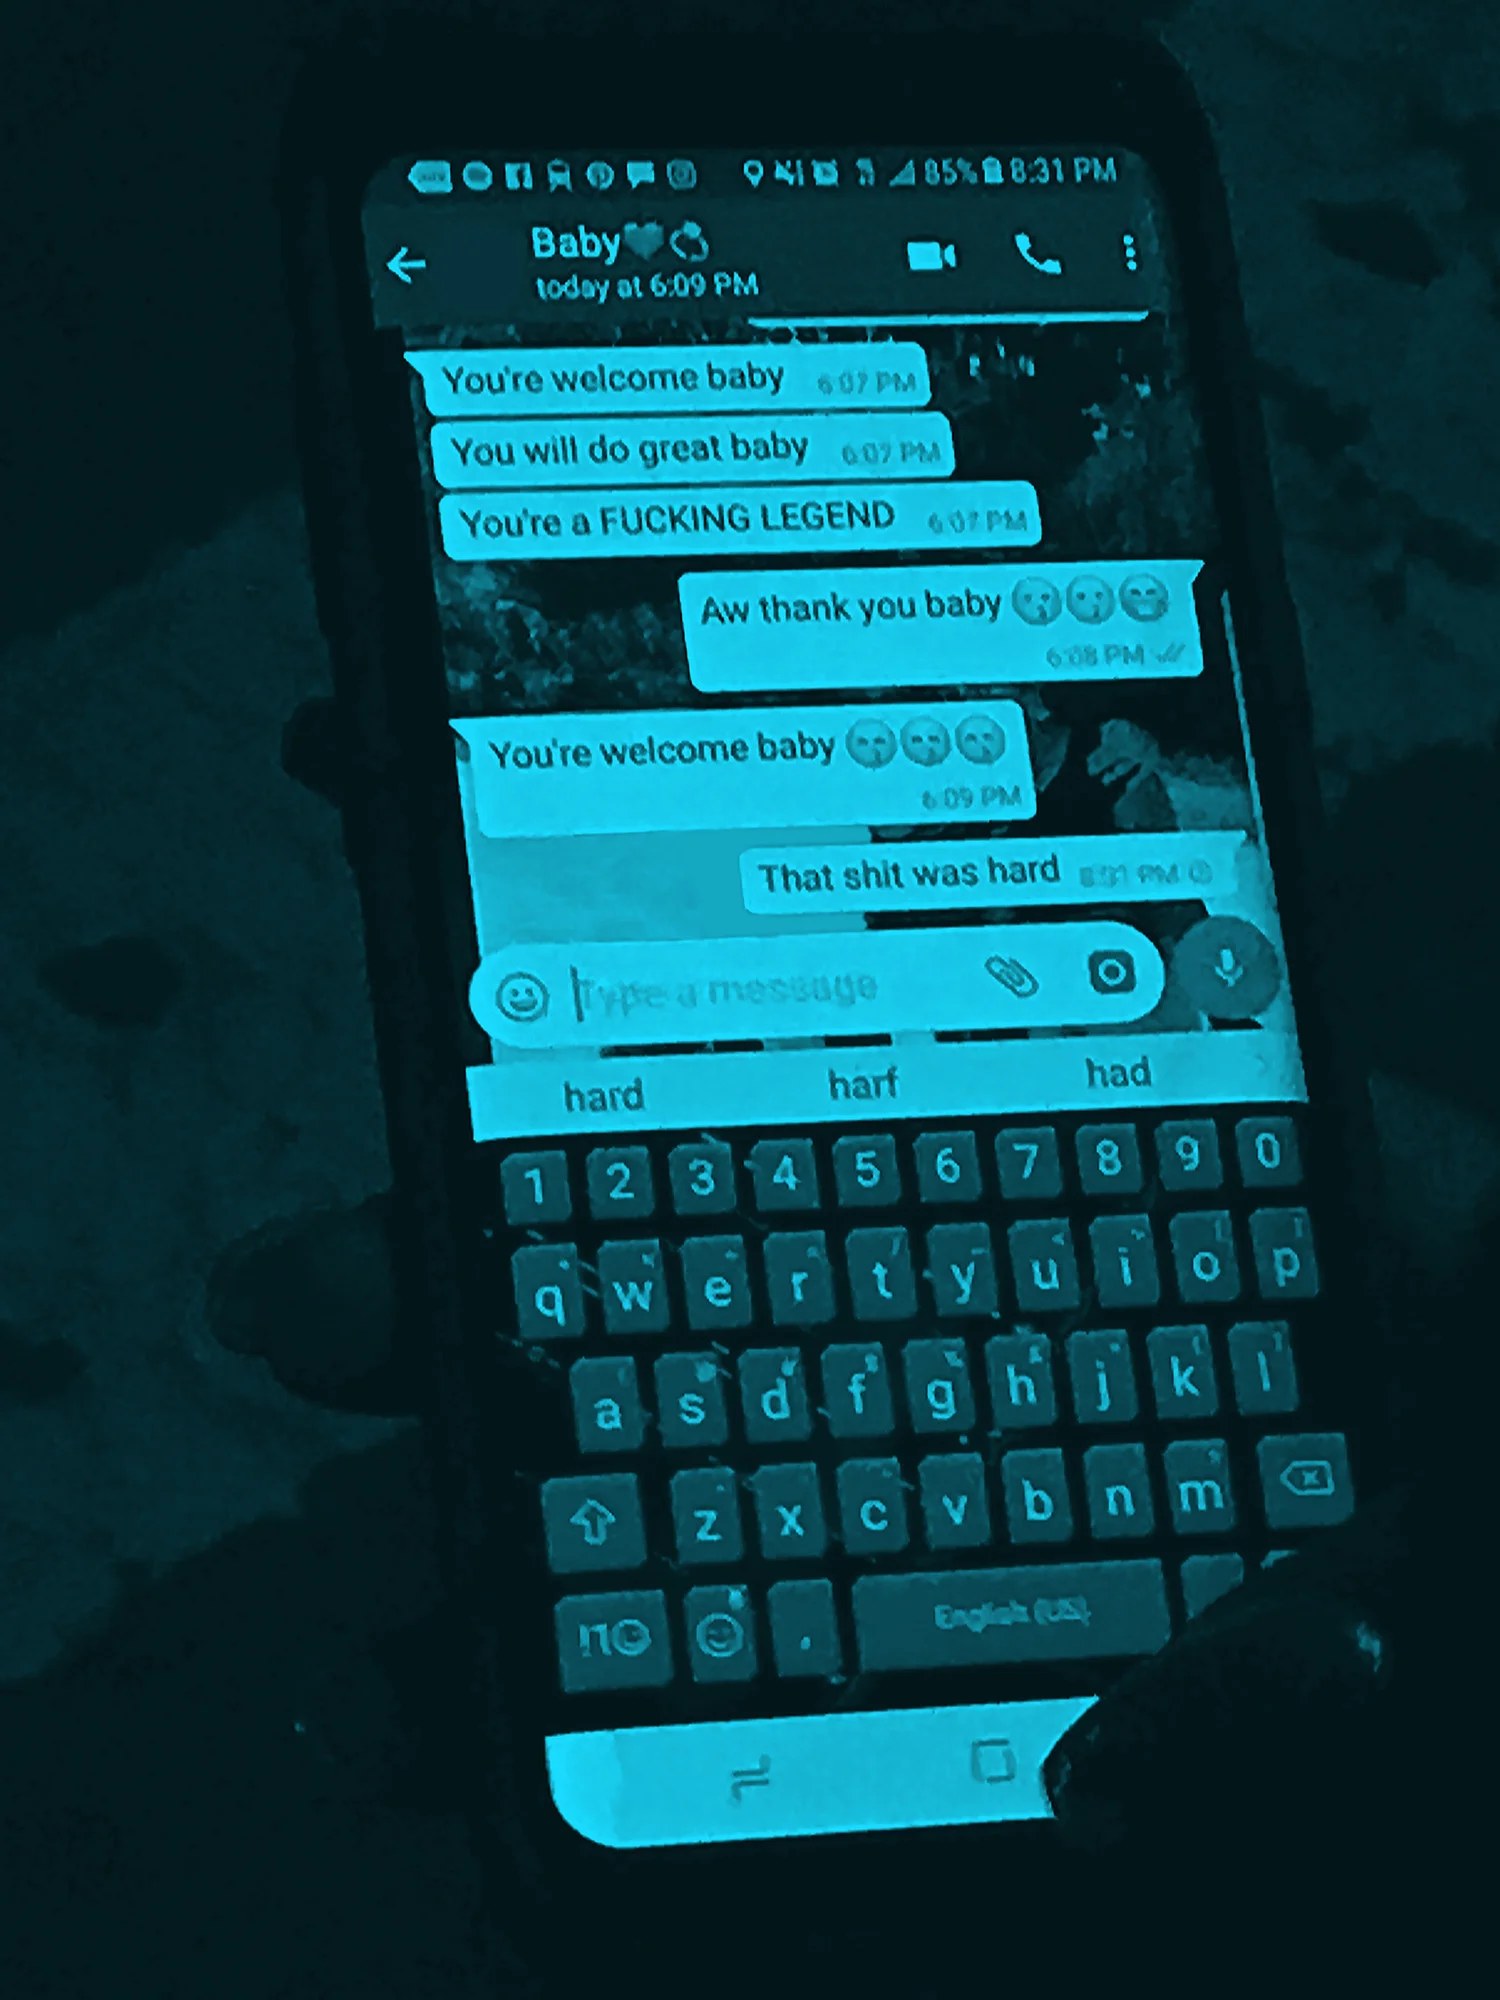 85% 8:31 PM
Baby
today at 6:09 PM
You're welcome baby 6:07 PM
You will do great baby 6:07 PM
You're a FUCKING LEGEND 6:07 PM
Aw thank you baby 😙😙😁
6:08 PM
You're welcome baby 😙😙😙
6:09 PM
That shit was hard 8:31 PM
Type a message
hard harf had
1 2 3 4 5 6 7 8 9 0
q w e r t y u i o p
a s d f g h j k l
z x c v b n m
English (US)